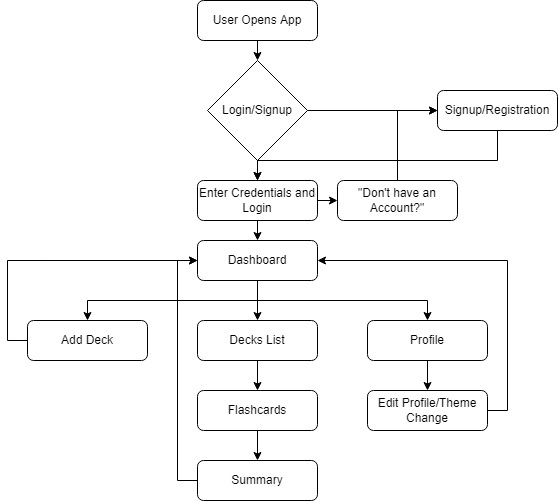 User Opens App
Login/Signup
Signup/Registration
Enter Credentials and
Login
"Don't have an
Account?"
Dashboard
Add Deck
Decks List
Profile
Flashcards
Edit Profile/Theme
Change
Summary